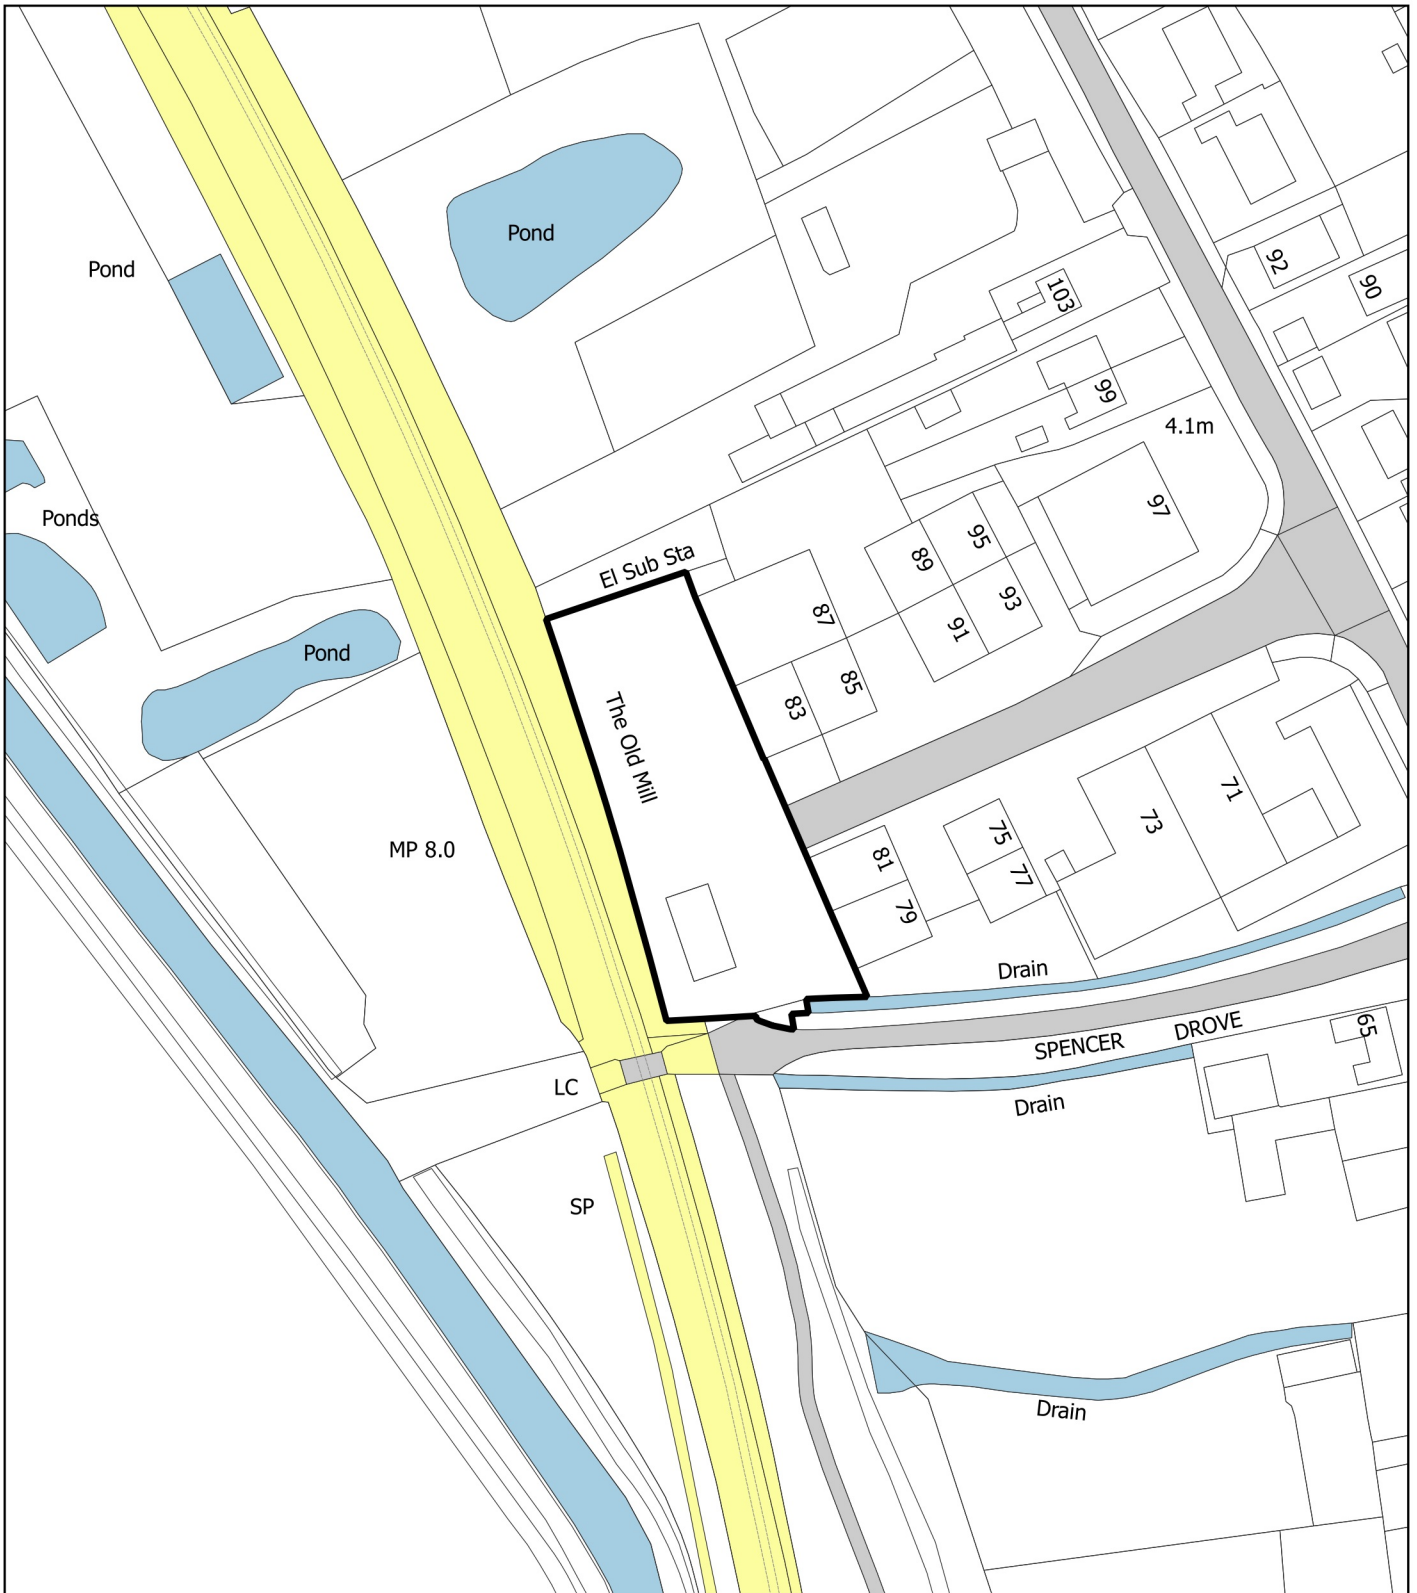 Pond
Pond
92
90
103
99
4.1m
97
Ponds
El Sub Sta
95
89
93
91
87
85
83
Pond
The Old Mill
MP 8.0
71
73
75
77
81
79
Drain
SPENCER DROVE
65
LC
Drain
SP
Drain